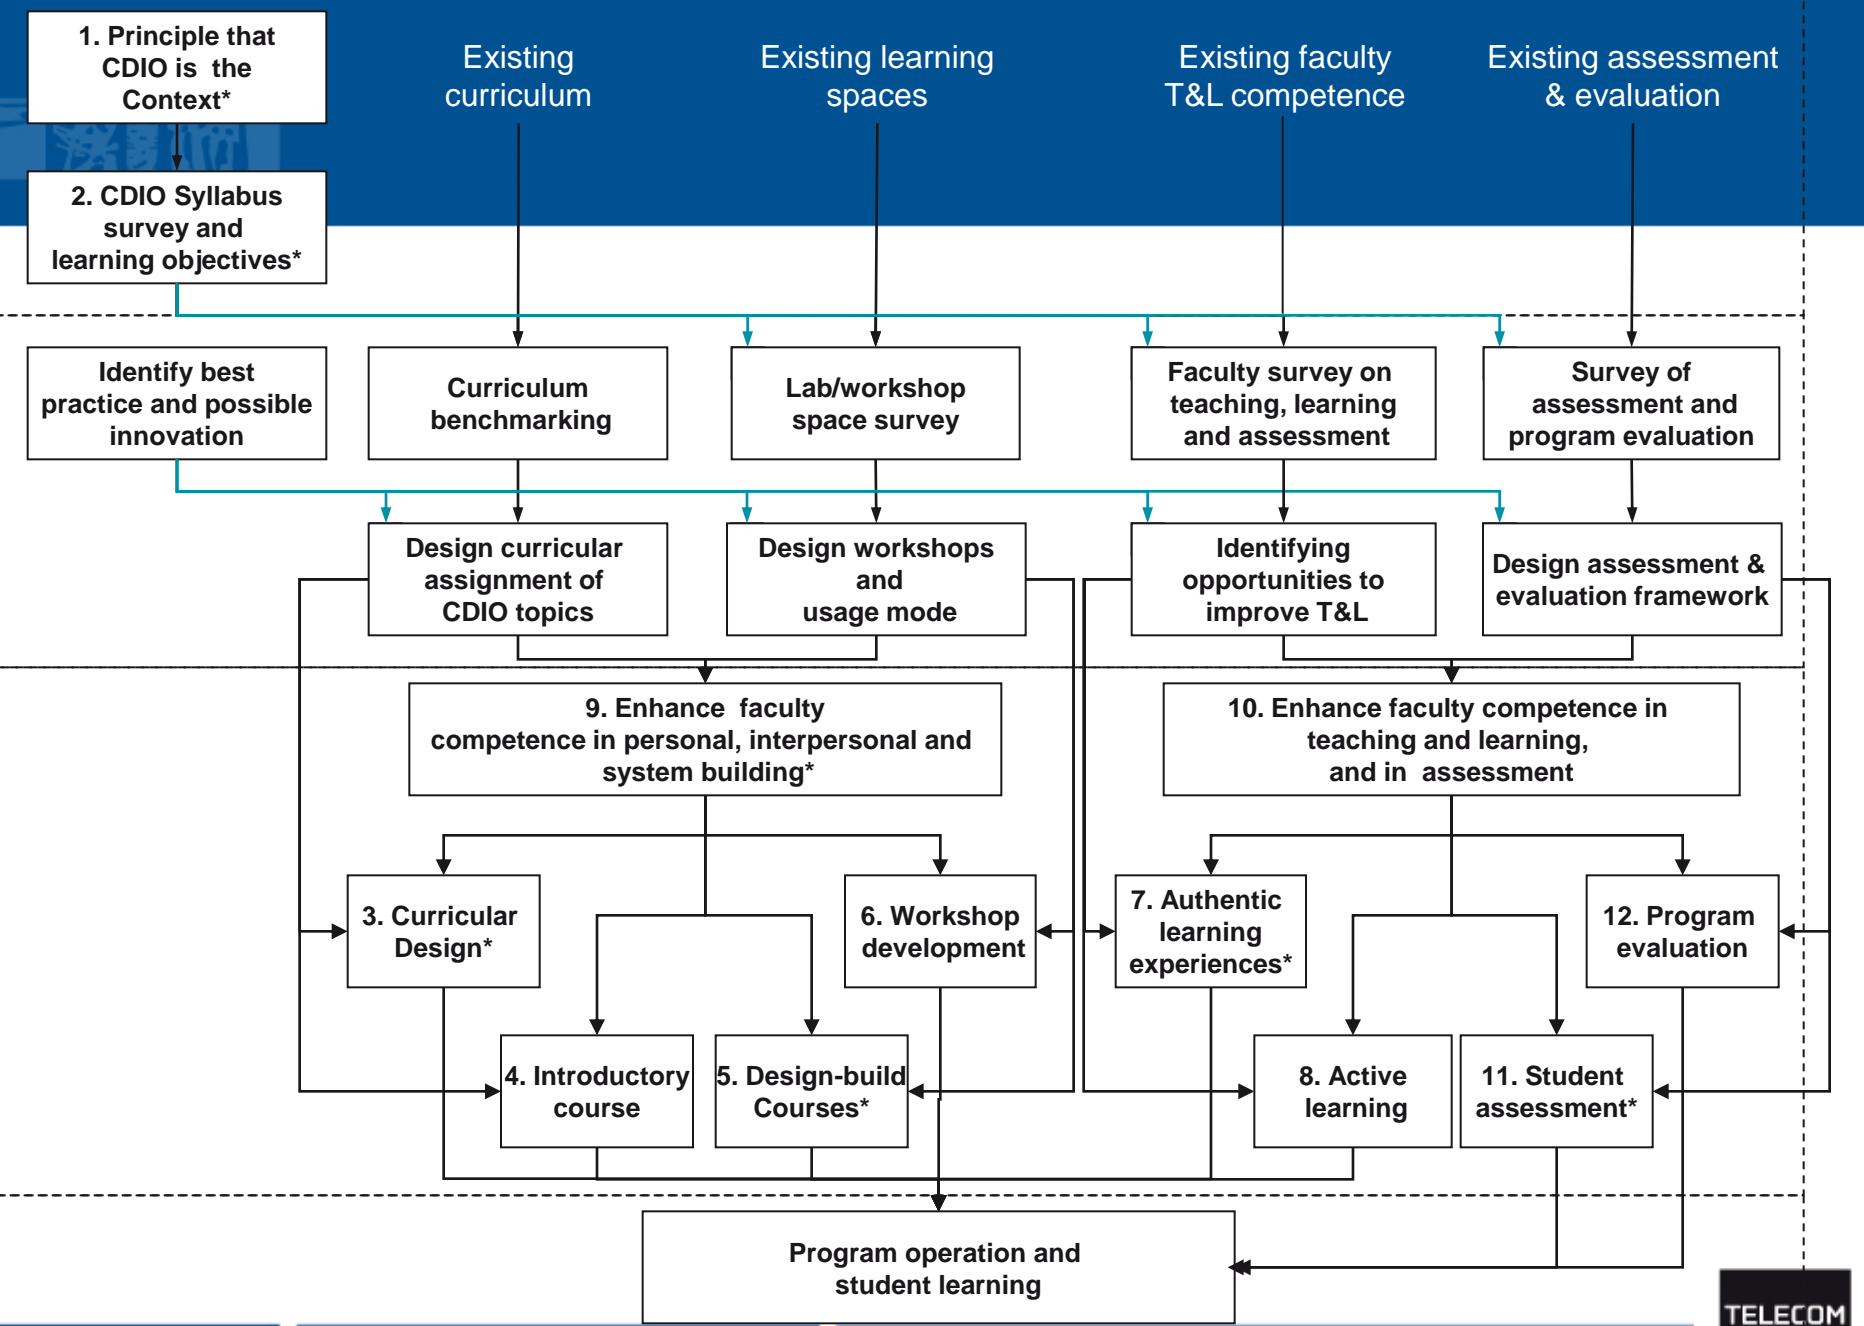 1. Principle that
CDIO is the
Context*
Existing
curriculum
Existing learning
spaces
Existing faculty
T&L competence
Existing assessment
& evaluation
2. CDIO Syllabus
survey and
learning objectives*
Identify best
practice and possible
innovation
Curriculum
benchmarking
Lab/workshop
space survey
Faculty survey on
teaching, learning
and assessment
Survey of
assessment and
program evaluation
Design curricular
assignment of
CDIO topics
Design workshops
and
usage mode
Identifying
opportunities to
improve T&L
Design assessment &
evaluation framework
9. Enhance faculty
competence in personal, interpersonal and
system building*
10. Enhance faculty competence in
teaching and learning,
and in assessment
3. Curricular
Design*
6. Workshop
development
7. Authentic
learning
experiences*
12. Program
evaluation
4. Introductory
course
5. Design-build
Courses*
8. Active
learning
11. Student
assessment*
Program operation and
student learning
TELECOM